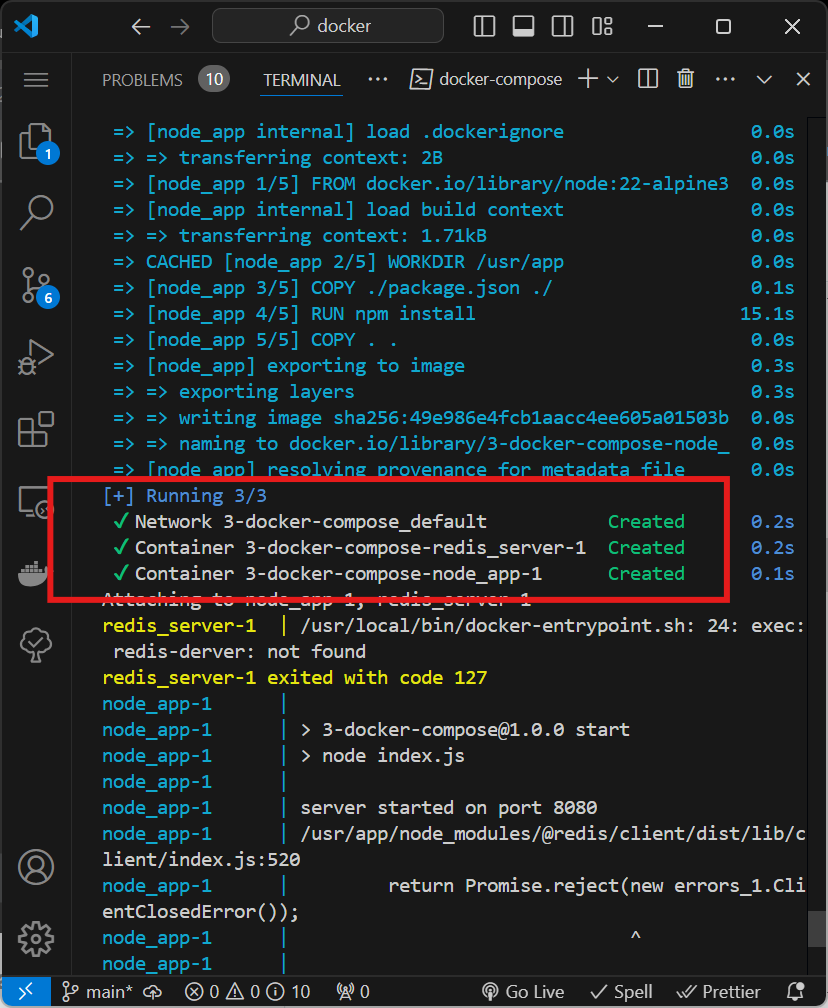 docker
PROBLEMS 10 TERMINAL ... docker-compose ...
=> [node_app internal] load .dockerignore 0.0s
=> => transferring context: 2B 0.0s
=> [node_app 1/5] FROM docker.io/library/node:22-alpine3 0.0s
=> [node_app internal] load build context 0.0s
=> => transferring context: 1.71kB 0.0s
=> CACHED [node_app 2/5] WORKDIR /usr/app 0.0s
=> [node_app 3/5] COPY ./package.json ./ 0.1s
=> [node_app 4/5] RUN npm install 15.1s
=> [node_app 5/5] COPY . . 0.0s
=> [node_app] exporting to image 0.3s
=> => exporting layers 0.3s
=> => writing image sha256:49e986e4fcb1aacc4ee605a01503b 0.0s
=> => naming to docker.io/library/3-docker-compose-node_ 0.0s
=> [node_app] resolving provenance for metadata file 0.0s
[+] Running 3/3
✓ Network 3-docker-compose_default Created 0.2s
✓ Container 3-docker-compose-redis_server-1 Created 0.2s
✓ Container 3-docker-compose-node_app-1 Created 0.1s
Attaching to node_app-1, redis_server-1
redis_server-1 | /usr/local/bin/docker-entrypoint.sh: 24: exec:
redis-derver: not found
redis_server-1 exited with code 127
node_app-1 |
node_app-1 | > 3-docker-compose@1.0.0 start
node_app-1 | > node index.js
node_app-1 |
node_app-1 | server started on port 8080
node_app-1 | /usr/app/node_modules/@redis/client/dist/lib/c
lient/index.js:520
node_app-1 | return Promise.reject(new errors_1.Cli
entClosedError());
node_app-1 | ^
node_app-1 |
1
6
main* 0 0 10 0 Go Live Spell Prettier